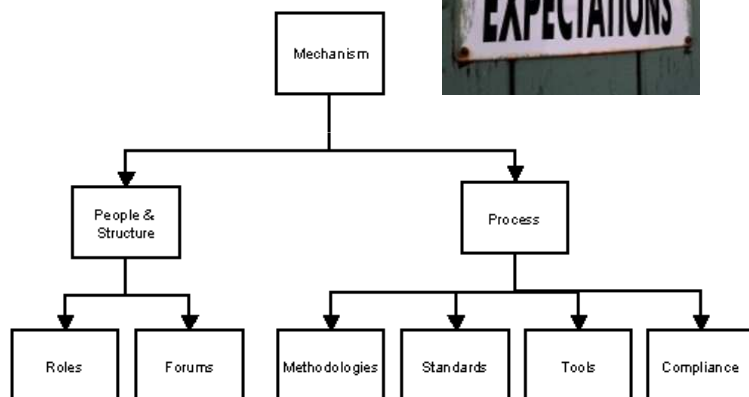 EXPECTATIONS
Mechanism
People &
Structure
Process
Roles
Forums
Methodologies
Standards
Tools
Compliance